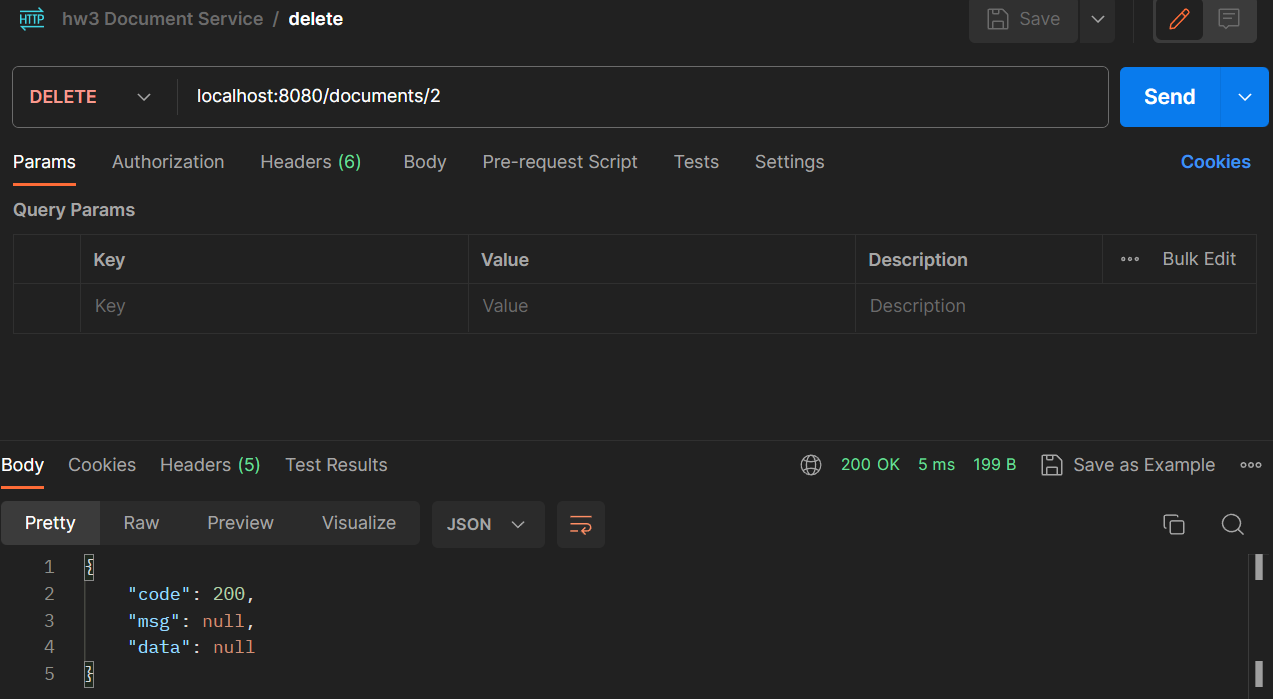 HTTP hw3 Document Service / delete Save
DELETE localhost:8080/documents/2 Send
Params Authorization Headers (6) Body Pre-request Script Tests Settings Cookies
Query Params
Key Value Description ••• Bulk Edit
Key Value Description
Body Cookies Headers (5) Test Results 200 OK 5 ms 199 B Save as Example •••
Pretty Raw Preview Visualize JSON
1 {
2 "code": 200,
3 "msg": null,
4 "data": null
5 }